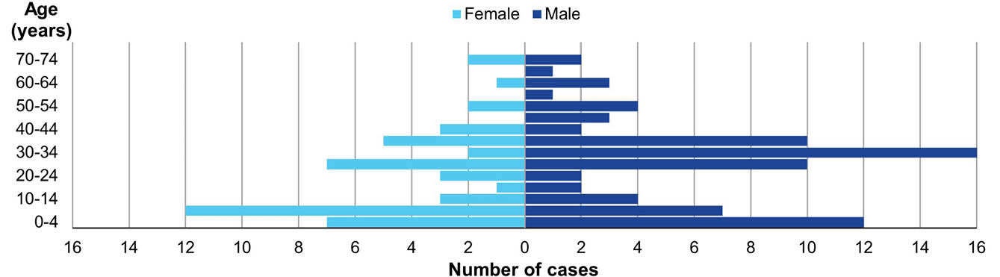 Age
(years)
Female Male
70-74
60-64
50-54
40-44
30-34
20-24
10-14
0-4
16 14 12 10 8 6 4 2 0 2 4 6 8 10 12 14 16
Number of cases